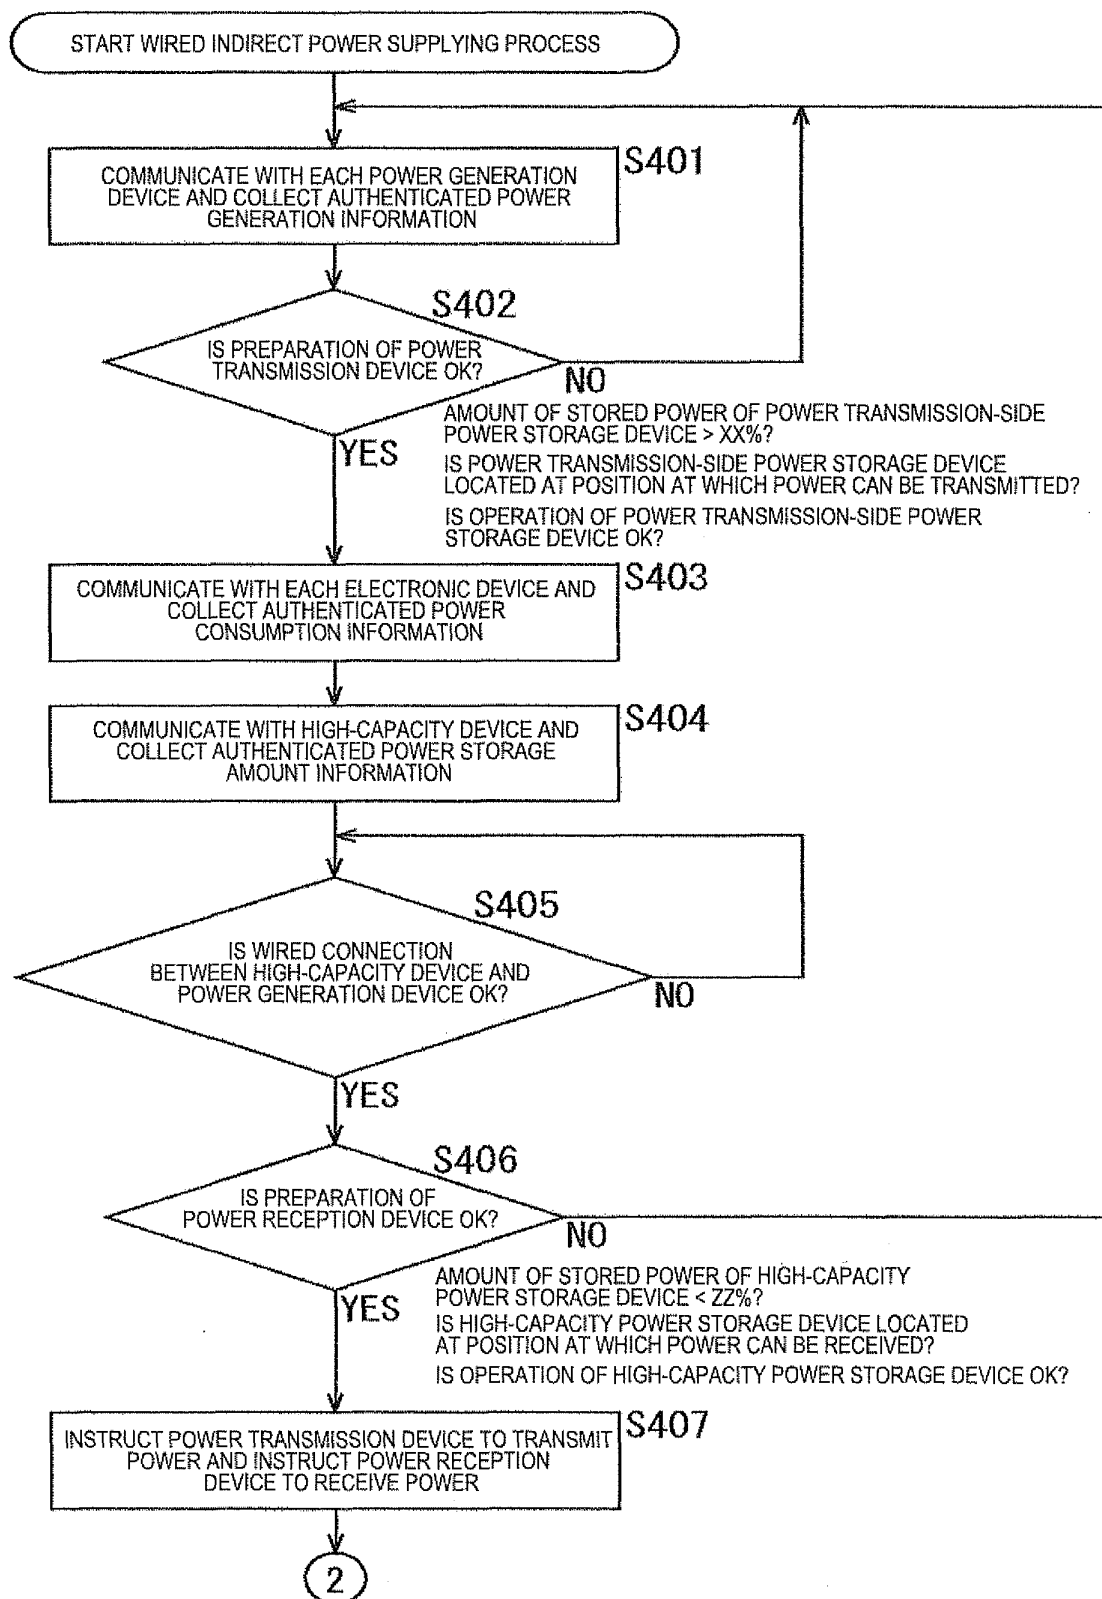 START WIRED INDIRECT POWER SUPPLYING PROCESS
S401
COMMUNICATE WITH EACH POWER GENERATION
DEVICE AND COLLECT AUTHENTICATED POWER
GENERATION INFORMATION
S402
IS PREPARATION OF POWER
TRANSMISSION DEVICE OK?
NO
YES
AMOUNT OF STORED POWER OF POWER TRANSMISSION-SIDE
POWER STORAGE DEVICE > XX%?
IS POWER TRANSMISSION-SIDE POWER STORAGE DEVICE
LOCATED AT POSITION AT WHICH POWER CAN BE TRANSMITTED?
IS OPERATION OF POWER TRANSMISSION-SIDE POWER
STORAGE DEVICE OK?
S403
COMMUNICATE WITH EACH ELECTRONIC DEVICE AND
COLLECT AUTHENTICATED POWER
CONSUMPTION INFORMATION
S404
COMMUNICATE WITH HIGH-CAPACITY DEVICE AND
COLLECT AUTHENTICATED POWER STORAGE
AMOUNT INFORMATION
S405
IS WIRED CONNECTION
BETWEEN HIGH-CAPACITY DEVICE AND
POWER GENERATION DEVICE OK?
NO
YES
S406
IS PREPARATION OF
POWER RECEPTION DEVICE OK?
NO
YES
AMOUNT OF STORED POWER OF HIGH-CAPACITY
POWER STORAGE DEVICE < ZZ%?
IS HIGH-CAPACITY POWER STORAGE DEVICE LOCATED
AT POSITION AT WHICH POWER CAN BE RECEIVED?
IS OPERATION OF HIGH-CAPACITY POWER STORAGE DEVICE OK?
S407
INSTRUCT POWER TRANSMISSION DEVICE TO TRANSMIT
POWER AND INSTRUCT POWER RECEPTION
DEVICE TO RECEIVE POWER
2